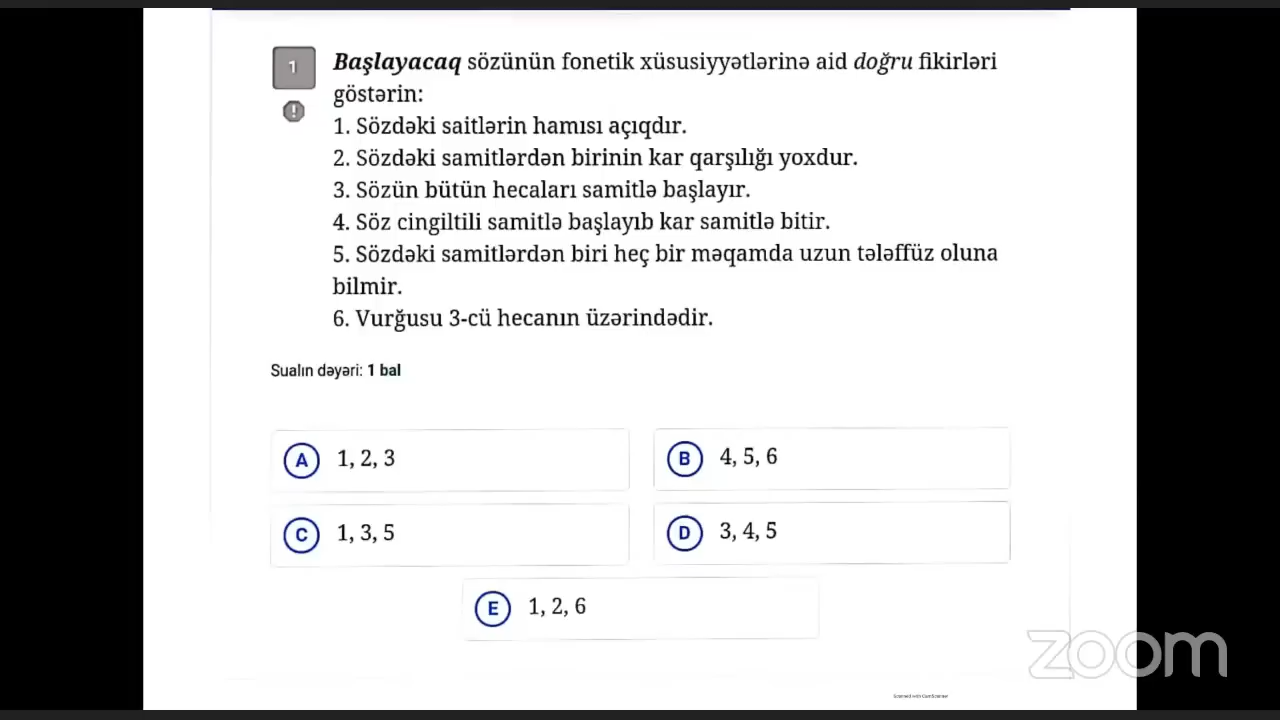 1
Başlayacaq sözünün fonetik xüsusiyyətlərinə aid doğru fikirləri
göstərin:
1. Sözdəki saitlərin hamısı açıqdır.
2. Sözdəki samitlərdən birinin kar qarşılığı yoxdur.
3. Sözün bütün hecaları samitlə başlayır.
4. Söz cingiltili samitlə başlayıb kar samitlə bitir.
5. Sözdəki samitlərdən biri heç bir məqamda uzun tələffüz oluna
bilmir.
6. Vurğusu 3-cü hecanın üzərindədir.
Sualın dəyəri: 1 bal
A 1, 2, 3
B 4, 5, 6
C 1, 3, 5
D 3, 4, 5
E 1, 2, 6
zoom
Scanned with CamScanner